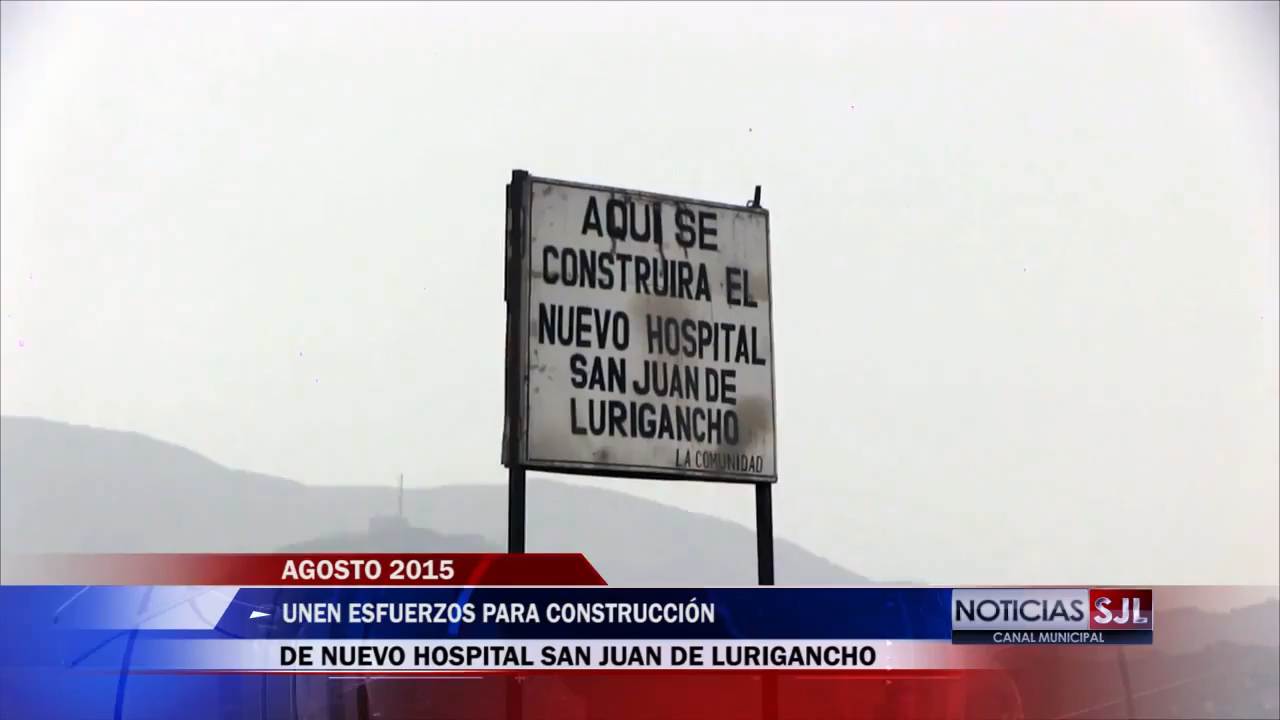 AQUI SE
CONSTRUIRA EL
NUEVO HOSPITAL
SAN JUAN DE
LURIGANCHO
LA COMUNIDAD
AGOSTO 2015
UNEN ESFUERZOS PARA CONSTRUCCIÓN
DE NUEVO HOSPITAL SAN JUAN DE LURIGANCHO
NOTICIAS SJL
CANAL MUNICIPAL